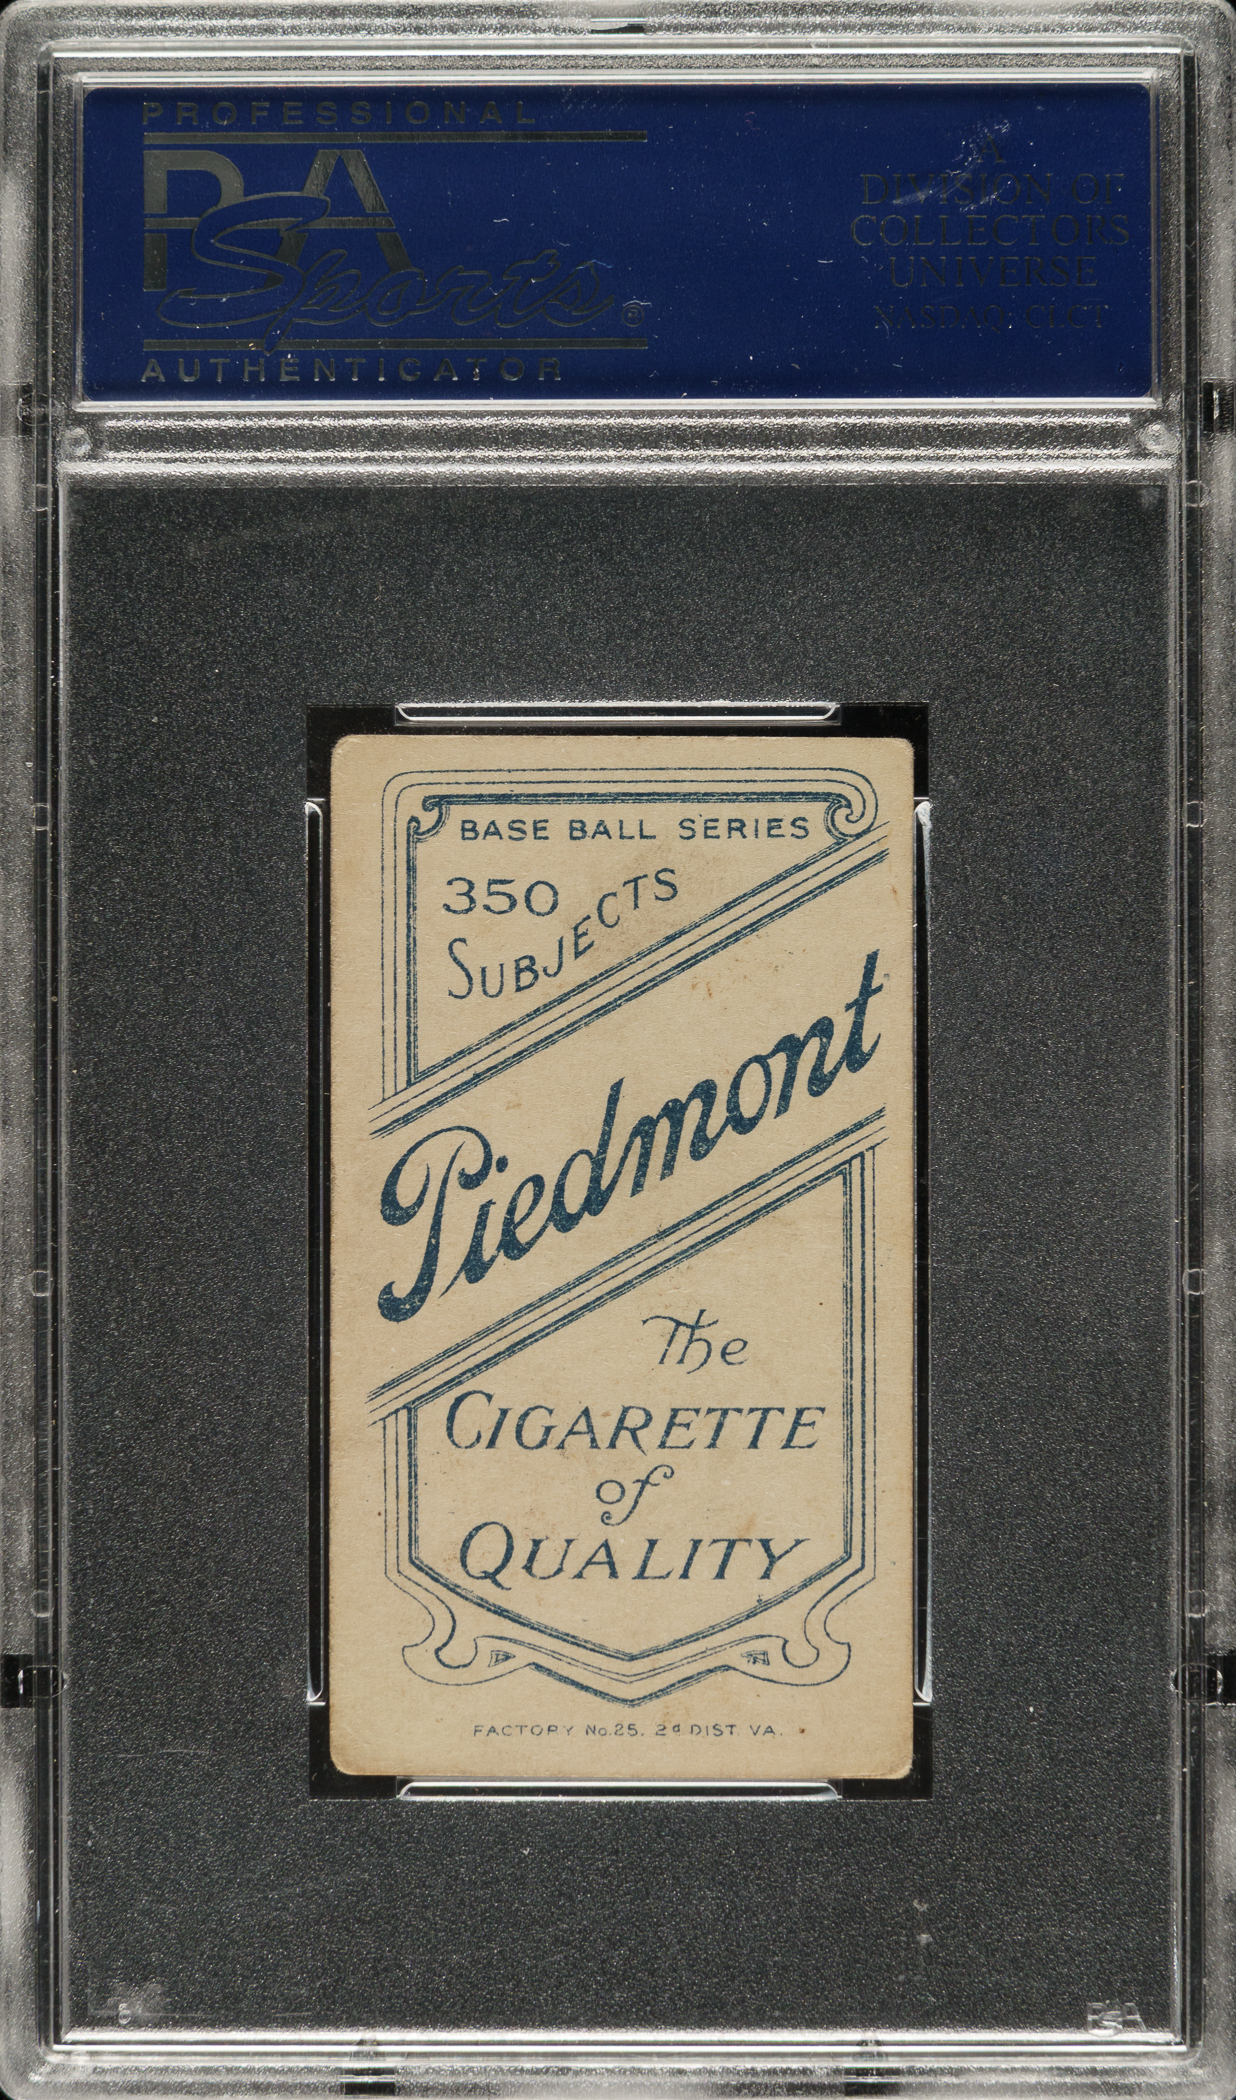 PROFESSIONAL
PSA
Sports®
AUTHENTICATOR
A
DIVISION OF
COLLECTORS
UNIVERSE
NASDAQ: CLCT
BASE BALL SERIES
350
SUBJECTS
Piedmont
The
CIGARETTE
of
QUALITY
FACTORY No. 25. 2d DIST. VA.
PSA